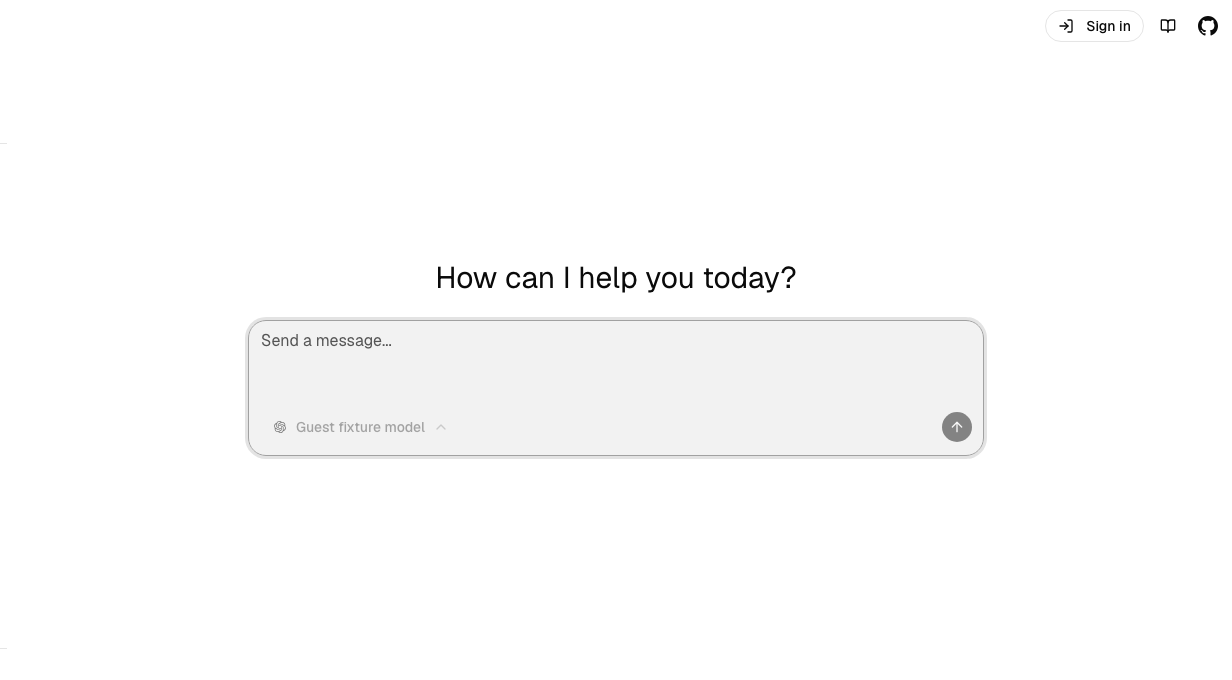 Sign in
How can I help you today?
Send a message...
Guest fixture model